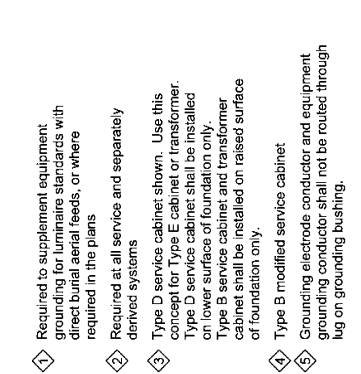 1 Required to supplement equipment
grounding for luminaire standards with
direct burial aerial feeds, or where
required in the plans
2 Required at all service and separately
derived systems
3 Type D service cabinet shown. Use this
concept for Type E cabinet or transformer.
Type D service cabinet shall be installed
on lower surface of foundation only.
Type B service cabinet and transformer
cabinet shall be installed on raised surface
of foundation only.
4 Type B modified service cabinet
5 Grounding electrode conductor and equipment
grounding conductor shall not be routed through
lug on grounding bushing.